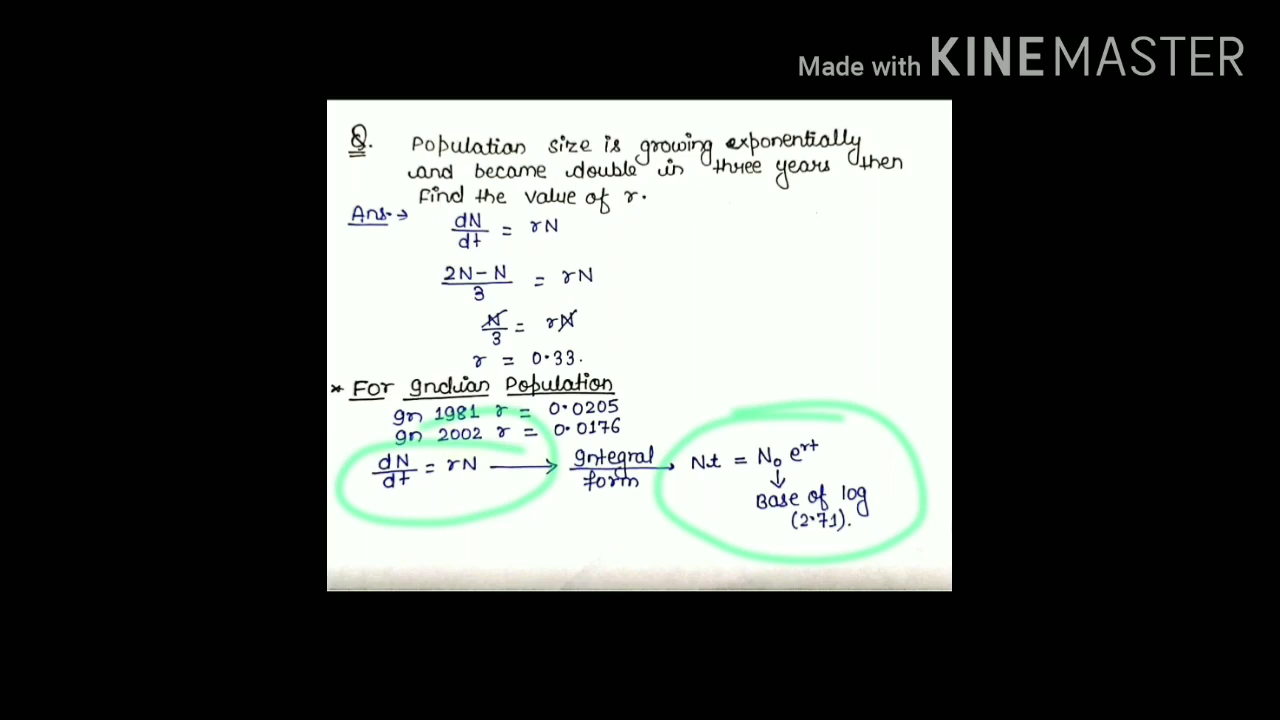 Made with KINEMASTER
Q. Population size is growing exponentially
and became double in three years then
Find the value of r.
Ans→ dN/dt = rN
2N-N/3 = rN
N/3 = rN
r = 0.33.
* For Indian Population
In 1981 r = 0.0205
In 2002 r = 0.0176
dN/dt = rN → Integral form → Nt = N₀ eʳᵗ
↓
Base of log
(2.71).